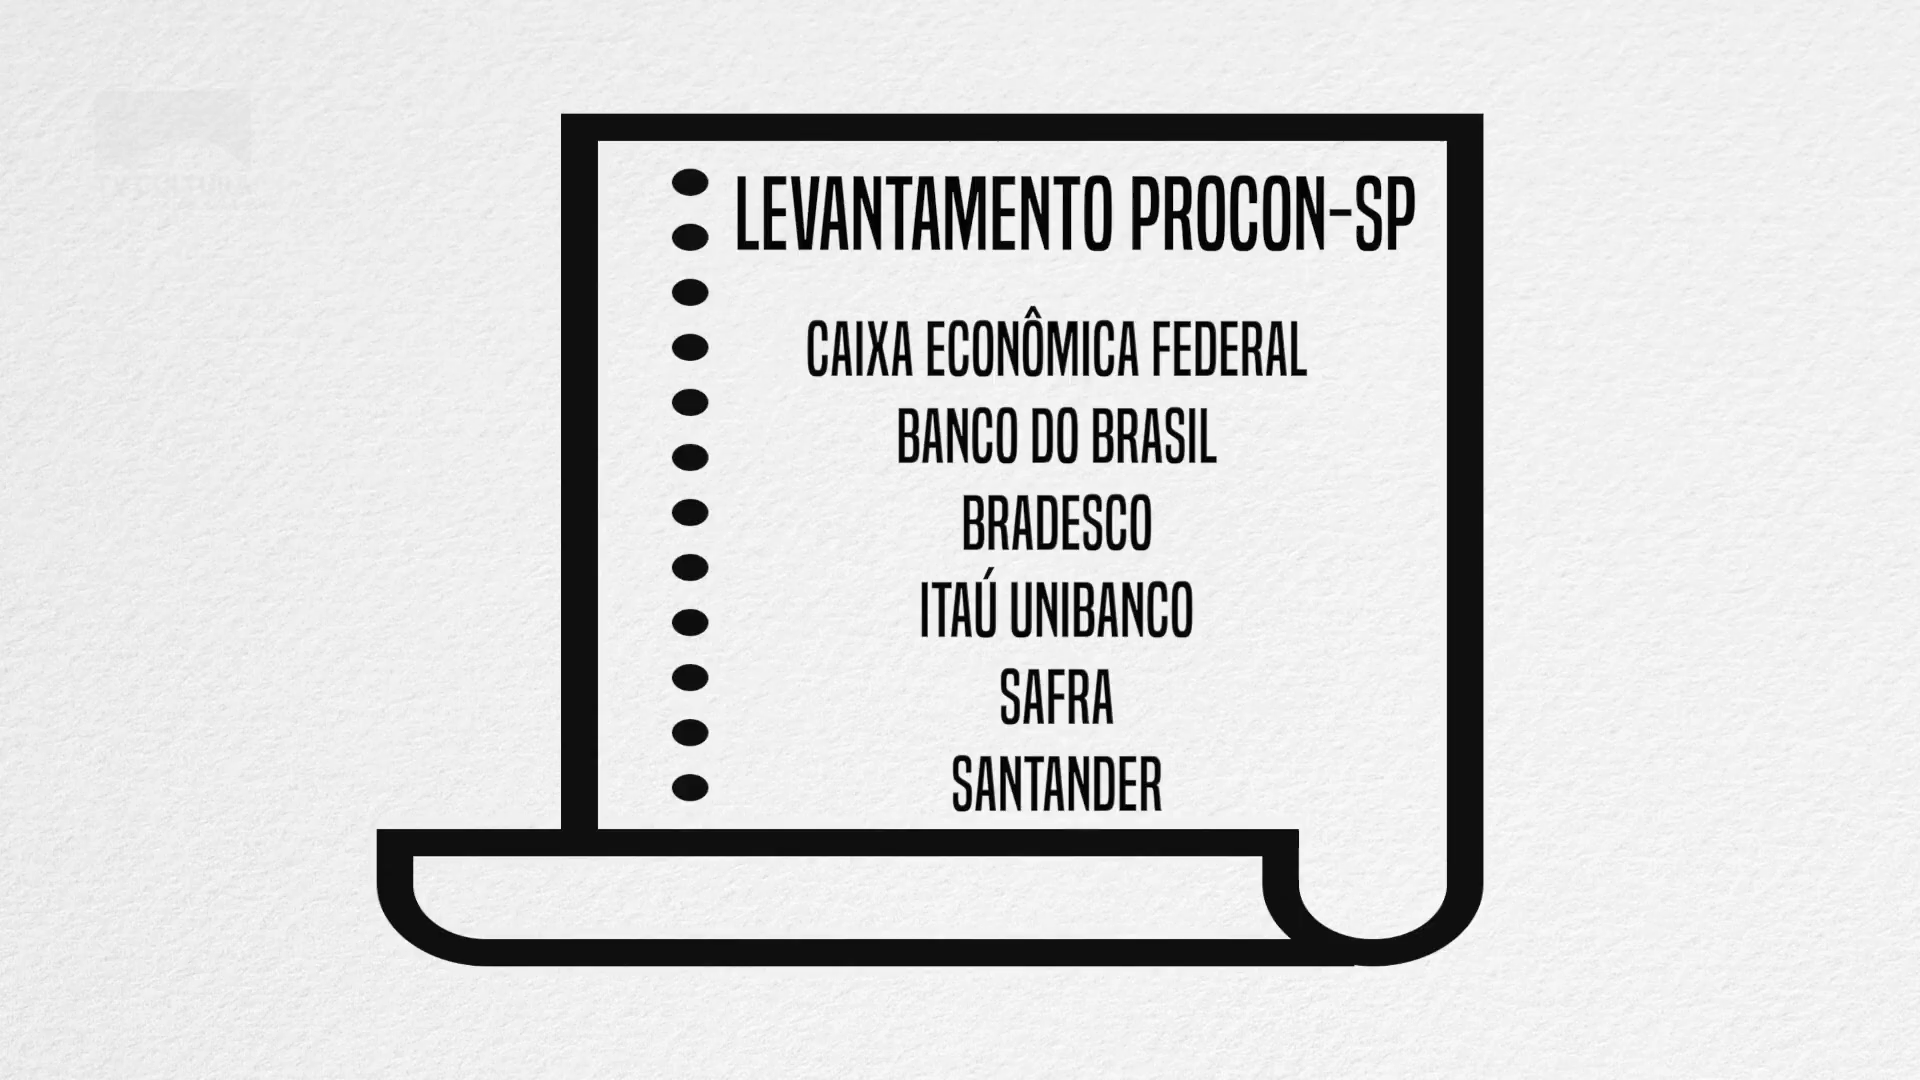 LEVANTAMENTO PROCON-SP
CAIXA ECONÔMICA FEDERAL
BANCO DO BRASIL
BRADESCO
ITAÚ UNIBANCO
SAFRA
SANTANDER